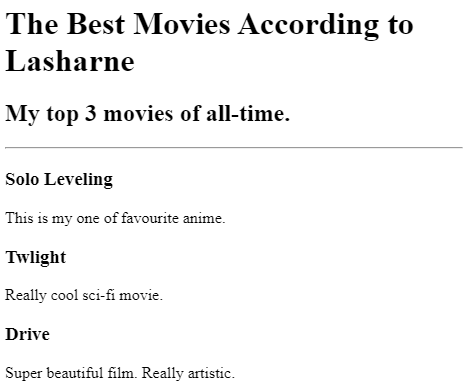 The Best Movies According to
Lasharne
My top 3 movies of all-time.
Solo Leveling
This is my one of favourite anime.
Twlight
Really cool sci-fi movie.
Drive
Super beautiful film. Really artistic.